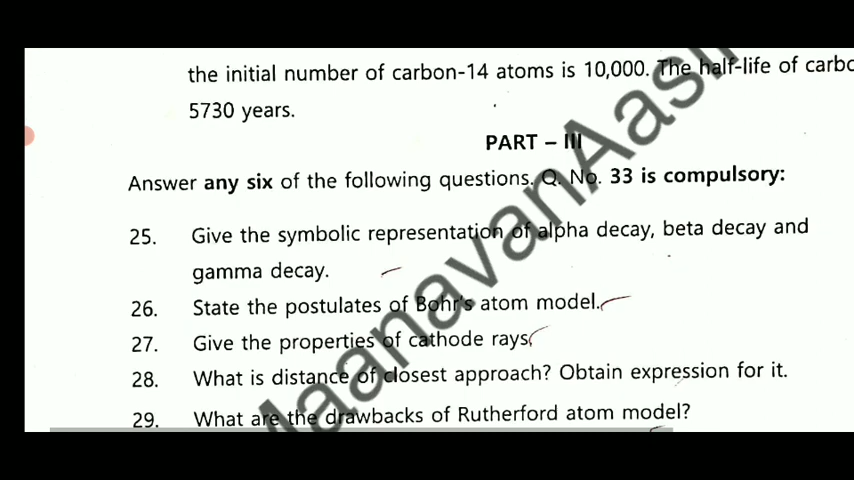 the initial number of carbon-14 atoms is 10,000. The half-life of carbo
5730 years.
PART – III
Answer any six of the following questions. Q. No. 33 is compulsory:
25. Give the symbolic representation of alpha decay, beta decay and
gamma decay.
26. State the postulates of Bohr's atom model.
27. Give the properties of cathode rays.
28. What is distance of closest approach? Obtain expression for it.
29. What are the drawbacks of Rutherford atom model?
MaanavanAasi